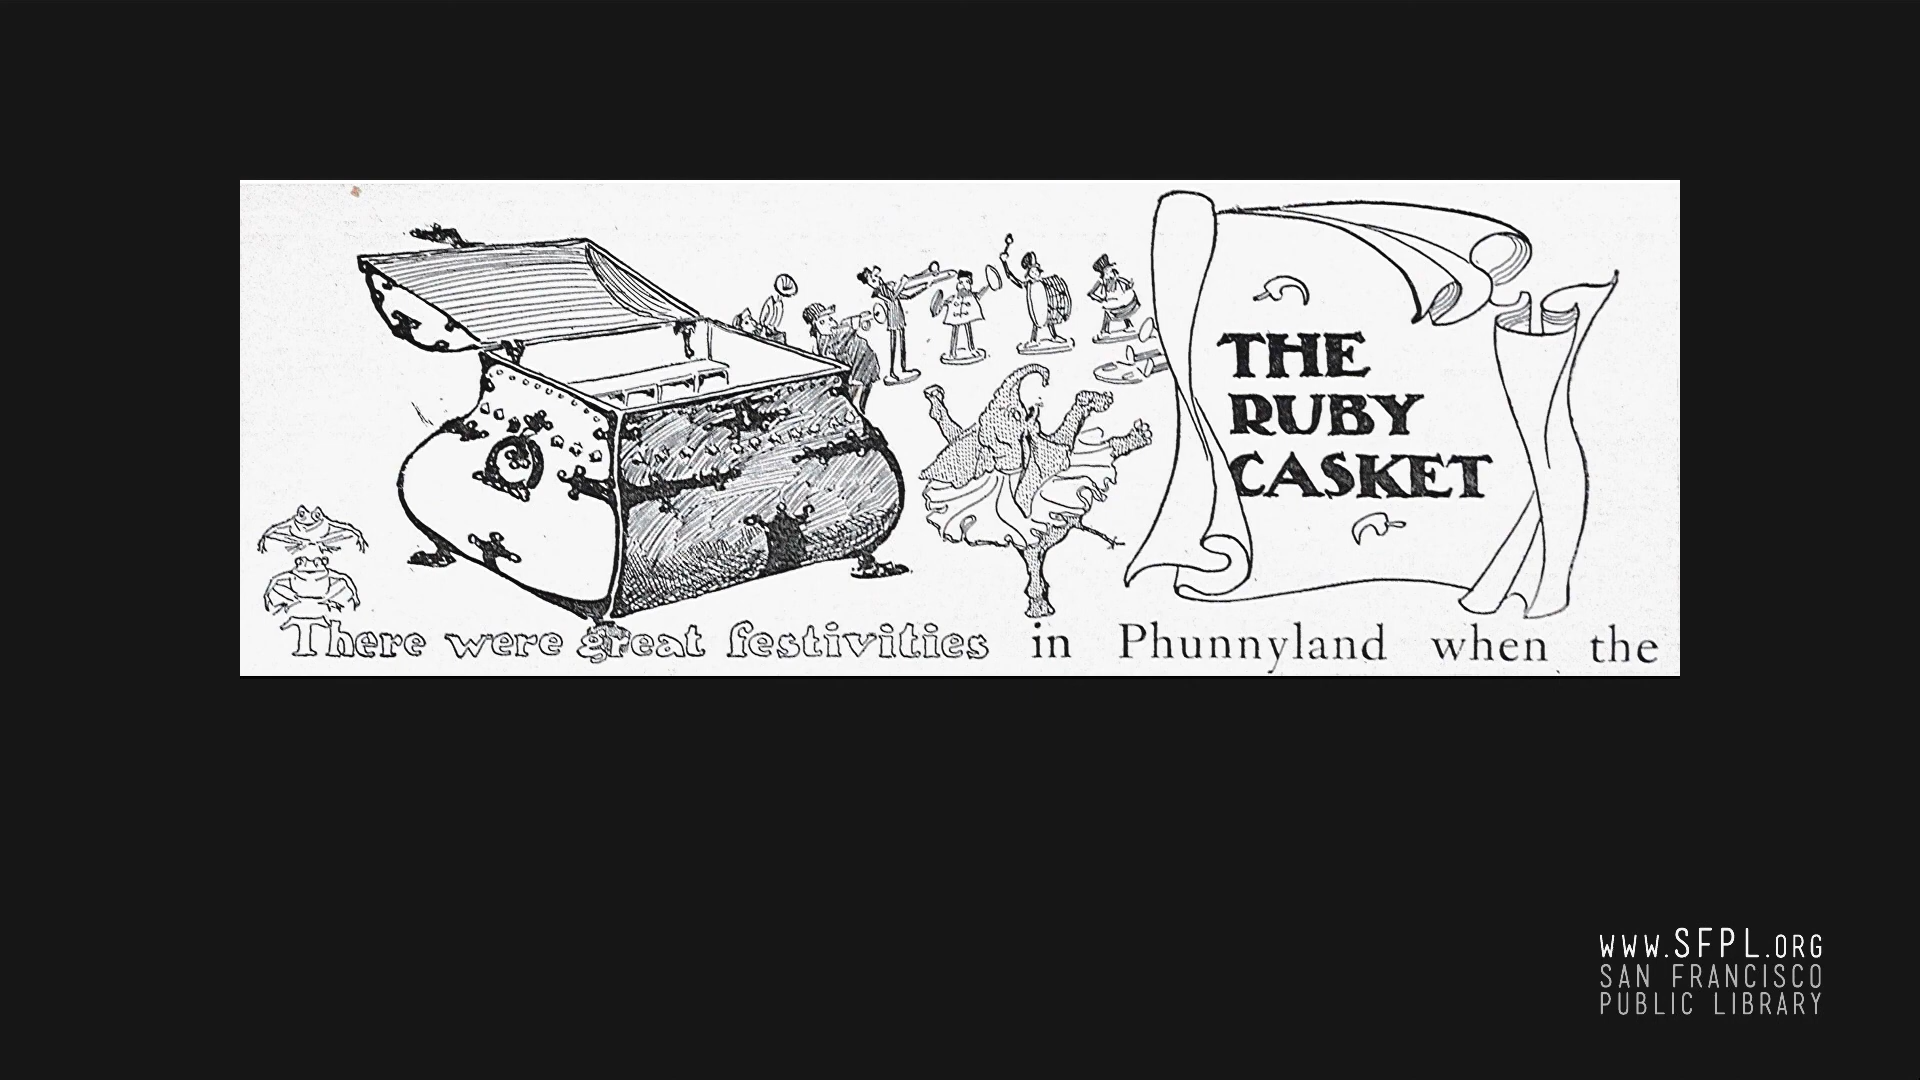 THE
RUBY
CASKET
There were great festivities in Phunnyland when the
www.SFPL.ORG
SAN FRANCISCO
PUBLIC LIBRARY